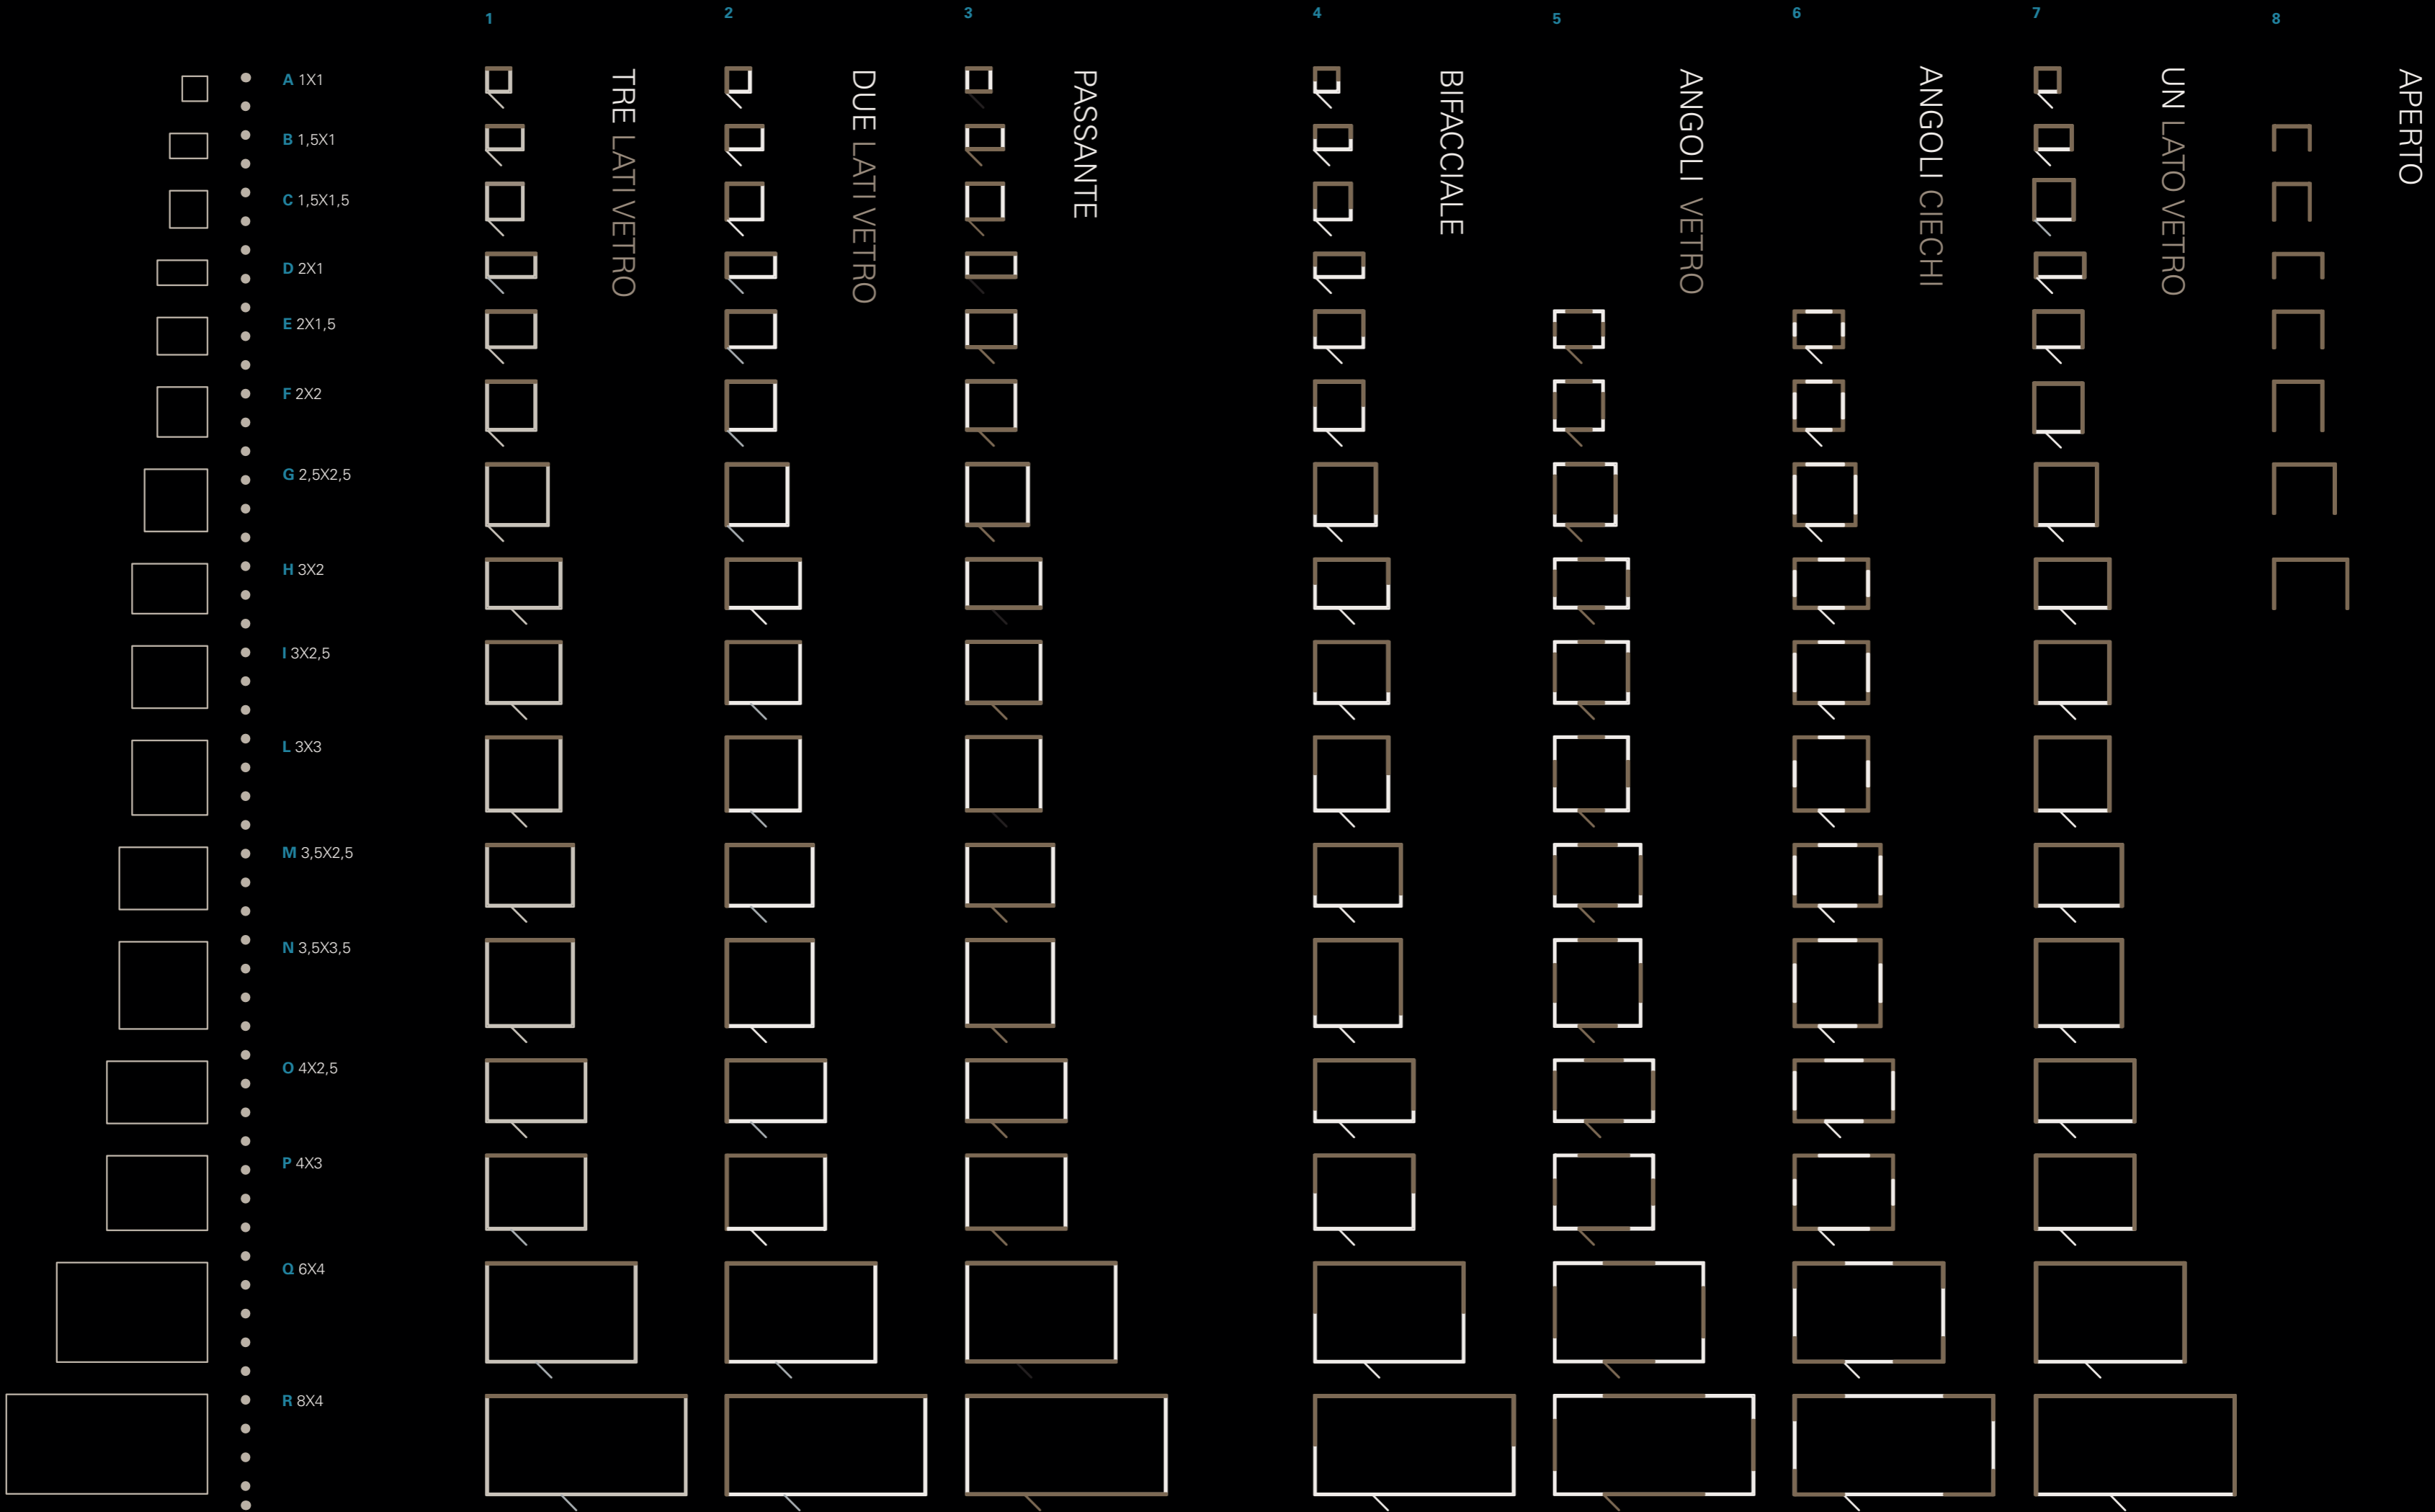 1
2
3
4
5
6
7
8
TRE LATI VETRO
DUE LATI VETRO
PASSANTE
BIFACCIALE
ANGOLI VETRO
ANGOLI CIECHI
UN LATO VETRO
APERTO
A 1X1
B 1,5X1
C 1,5X1,5
D 2X1
E 2X1,5
F 2X2
G 2,5X2,5
H 3X2
I 3X2,5
L 3X3
M 3,5X2,5
N 3,5X3,5
O 4X2,5
P 4X3
Q 6X4
R 8X4